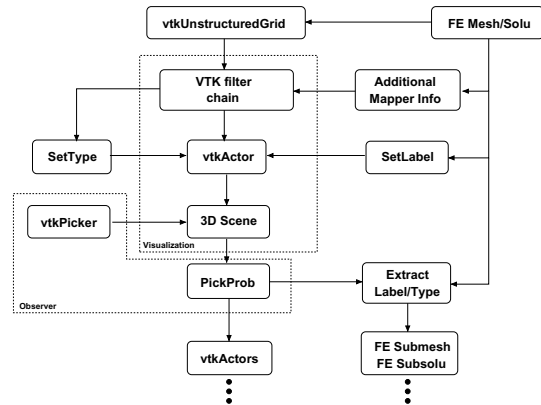 vtkUnstructuredGrid
FE Mesh/Solu
VTK filter
chain
Additional
Mapper Info
SetType
vtkActor
SetLabel
vtkPicker
3D Scene
Visualization
PickProb
Extract
Label/Type
Observer
vtkActors
FE Submesh
FE Subsolu